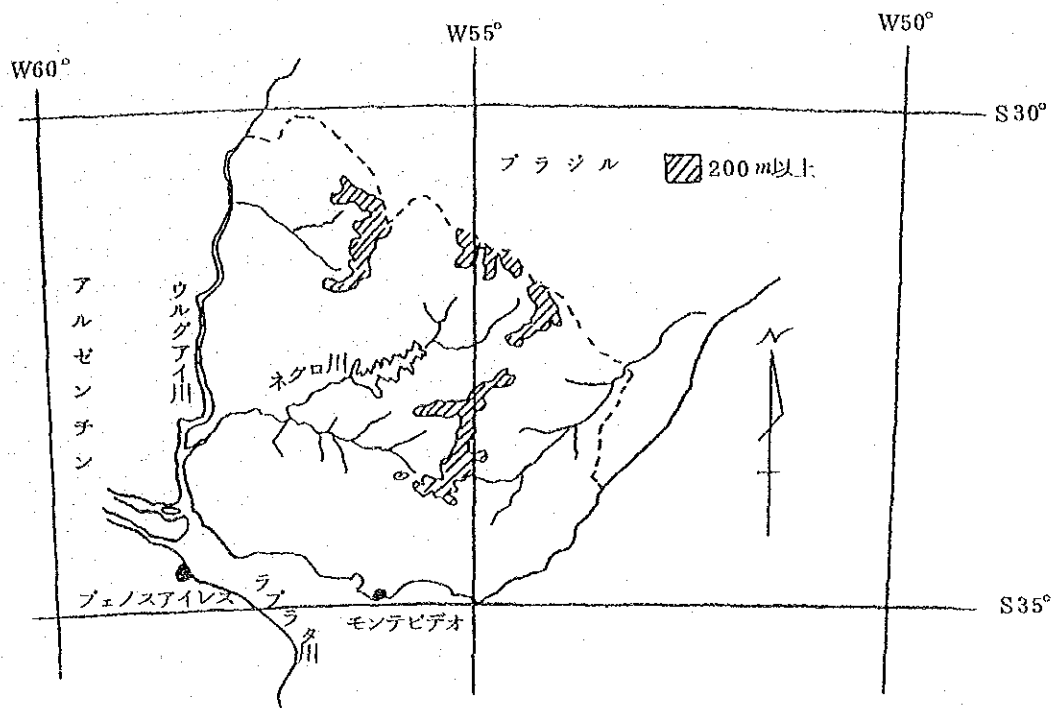 W60°
W55°
W50°
S30°
ブラジル
200m以上
アルゼンチン
ウルグアイ川
ネグロ川
N
ブェノスアイレス
ラプラタ川
モンテビデオ
S35°